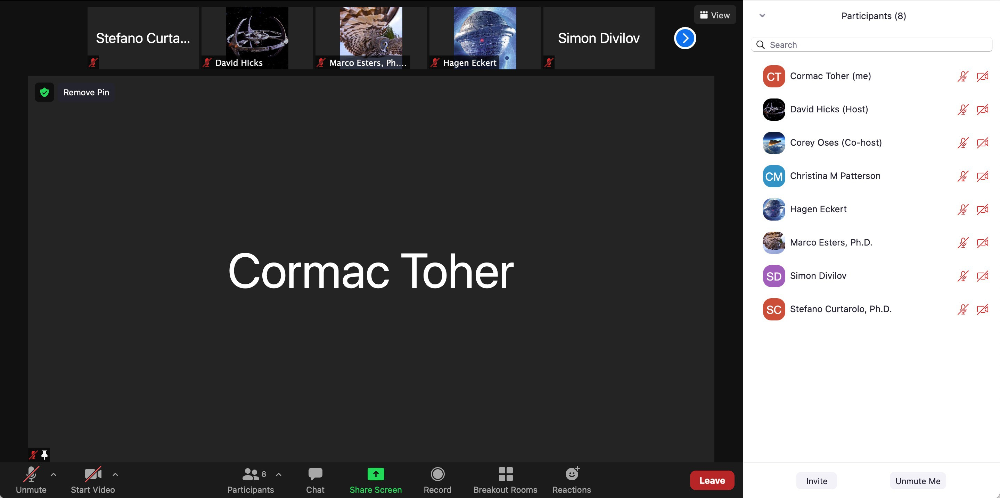 Stefano Curta...
David Hicks
Marco Esters, Ph....
Hagen Eckert
Simon Divilov
View
Remove Pin
Cormac Toher
Unmute
Start Video
8
Participants
Chat
Share Screen
Record
Breakout Rooms
Reactions
Leave
Participants (8)
Search
CT Cormac Toher (me)
David Hicks (Host)
Corey Oses (Co-host)
CM Christina M Patterson
Hagen Eckert
Marco Esters, Ph.D.
SD Simon Divilov
SC Stefano Curtarolo, Ph.D.
Invite
Unmute Me